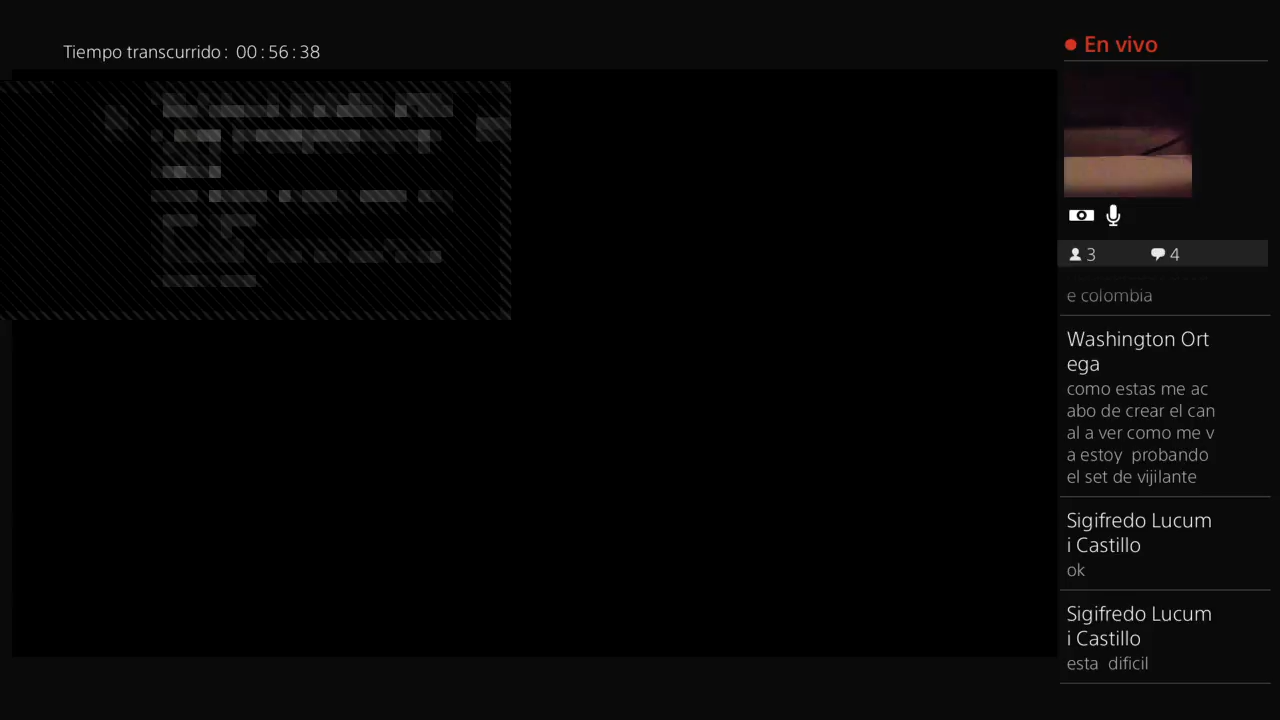 Tiempo transcurrido: 00:56:38
En vivo
3
4
e colombia
Washington Ort
ega
como estas me ac
abo de crear el can
al a ver como me v
a estoy  probando
el set de vijilante
Sigifredo Lucum
i Castillo
ok
Sigifredo Lucum
i Castillo
esta  dificil